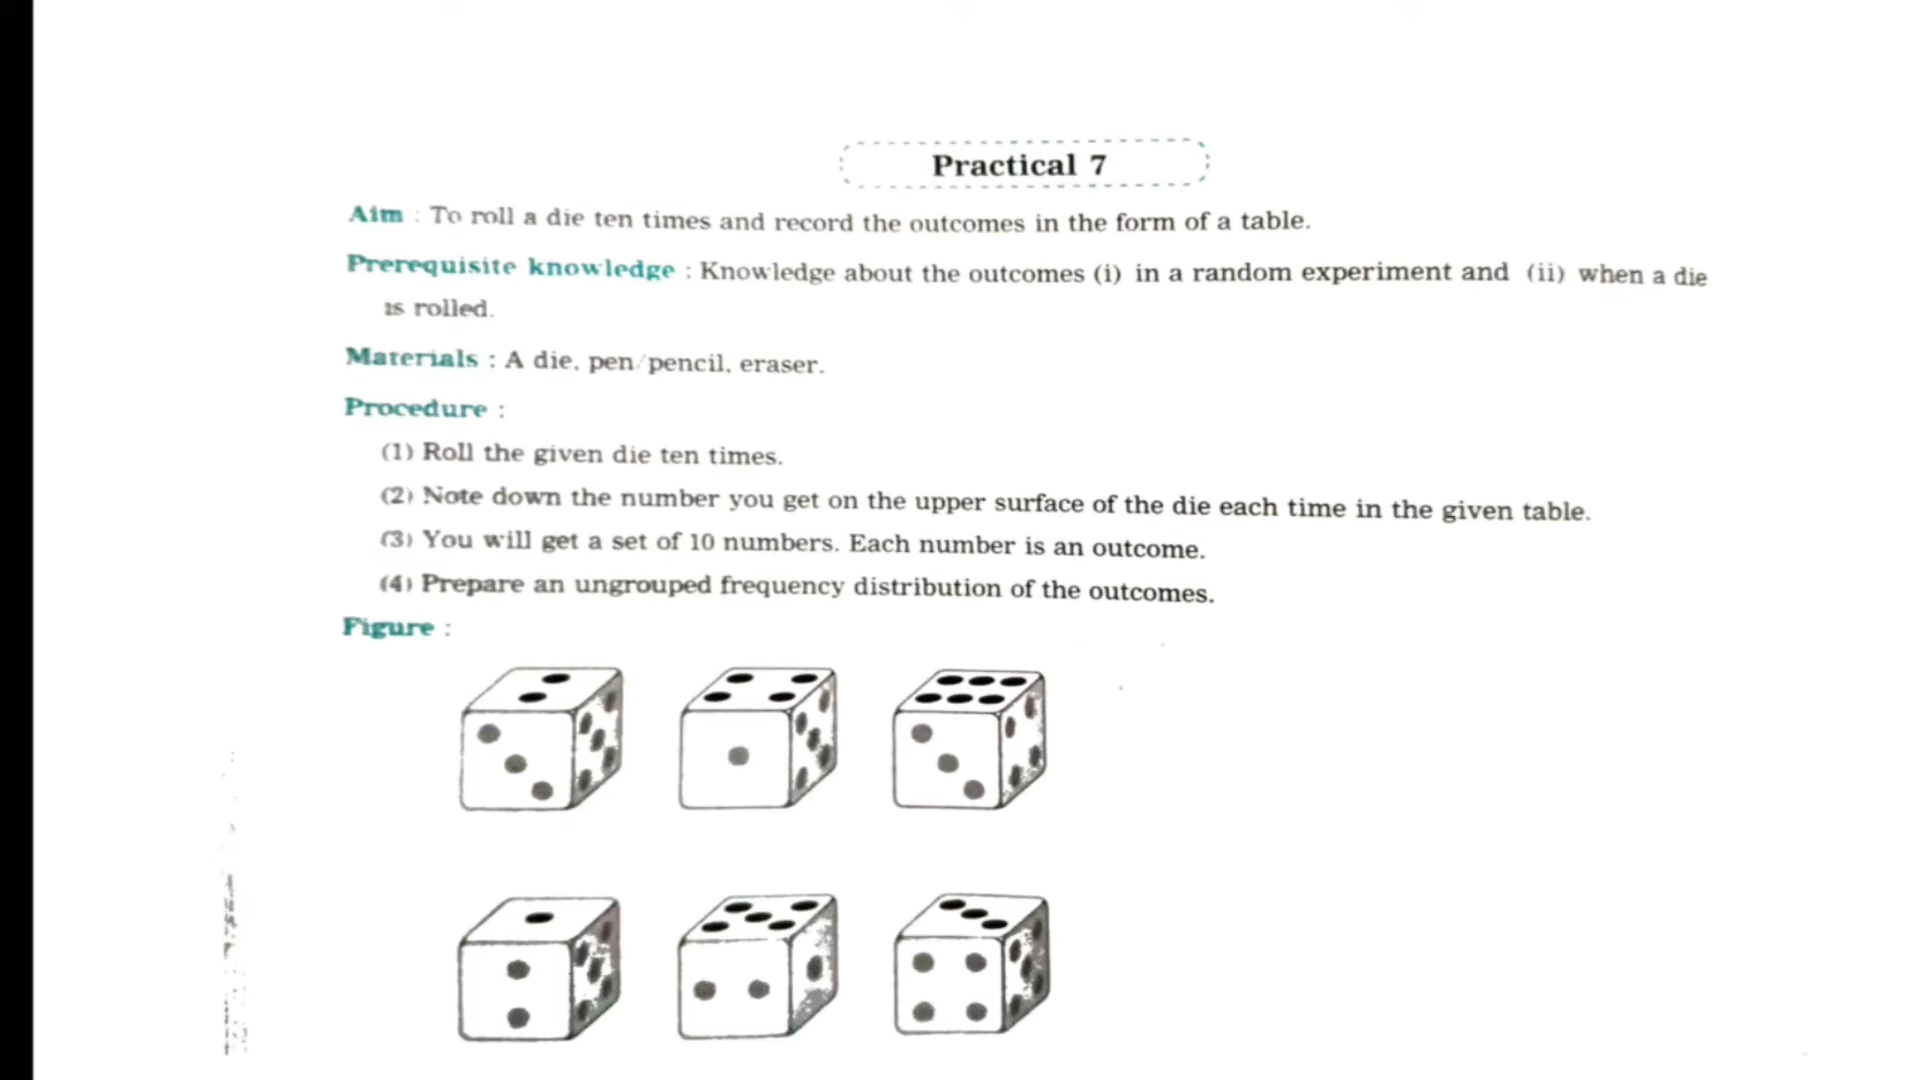 Practical 7
Aim : To roll a die ten times and record the outcomes in the form of a table.
Prerequisite knowledge : Knowledge about the outcomes (i) in a random experiment and (ii) when a die
is rolled.
Materials : A die, pen/pencil, eraser.
Procedure :
(1) Roll the given die ten times.
(2) Note down the number you get on the upper surface of the die each time in the given table.
(3) You will get a set of 10 numbers. Each number is an outcome.
(4) Prepare an ungrouped frequency distribution of the outcomes.
Figure :